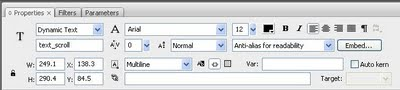 Properties × Filters Parameters
T Dynamic Text A Arial 12 B I
text_scroll A V 0 Normal Anti-alias for readability Embed...
W: 249.1 X: 138.3 A Multiline AB <> Var: Auto kern
H: 290.4 Y: 84.5 Target: